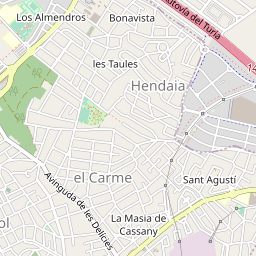 Los Almendros
Bonavista
Autovía del Turia
les Taules
Hendaia
el Carme
Sant Agustí
Avinguda de les Delícies
La Masia de
Cassany